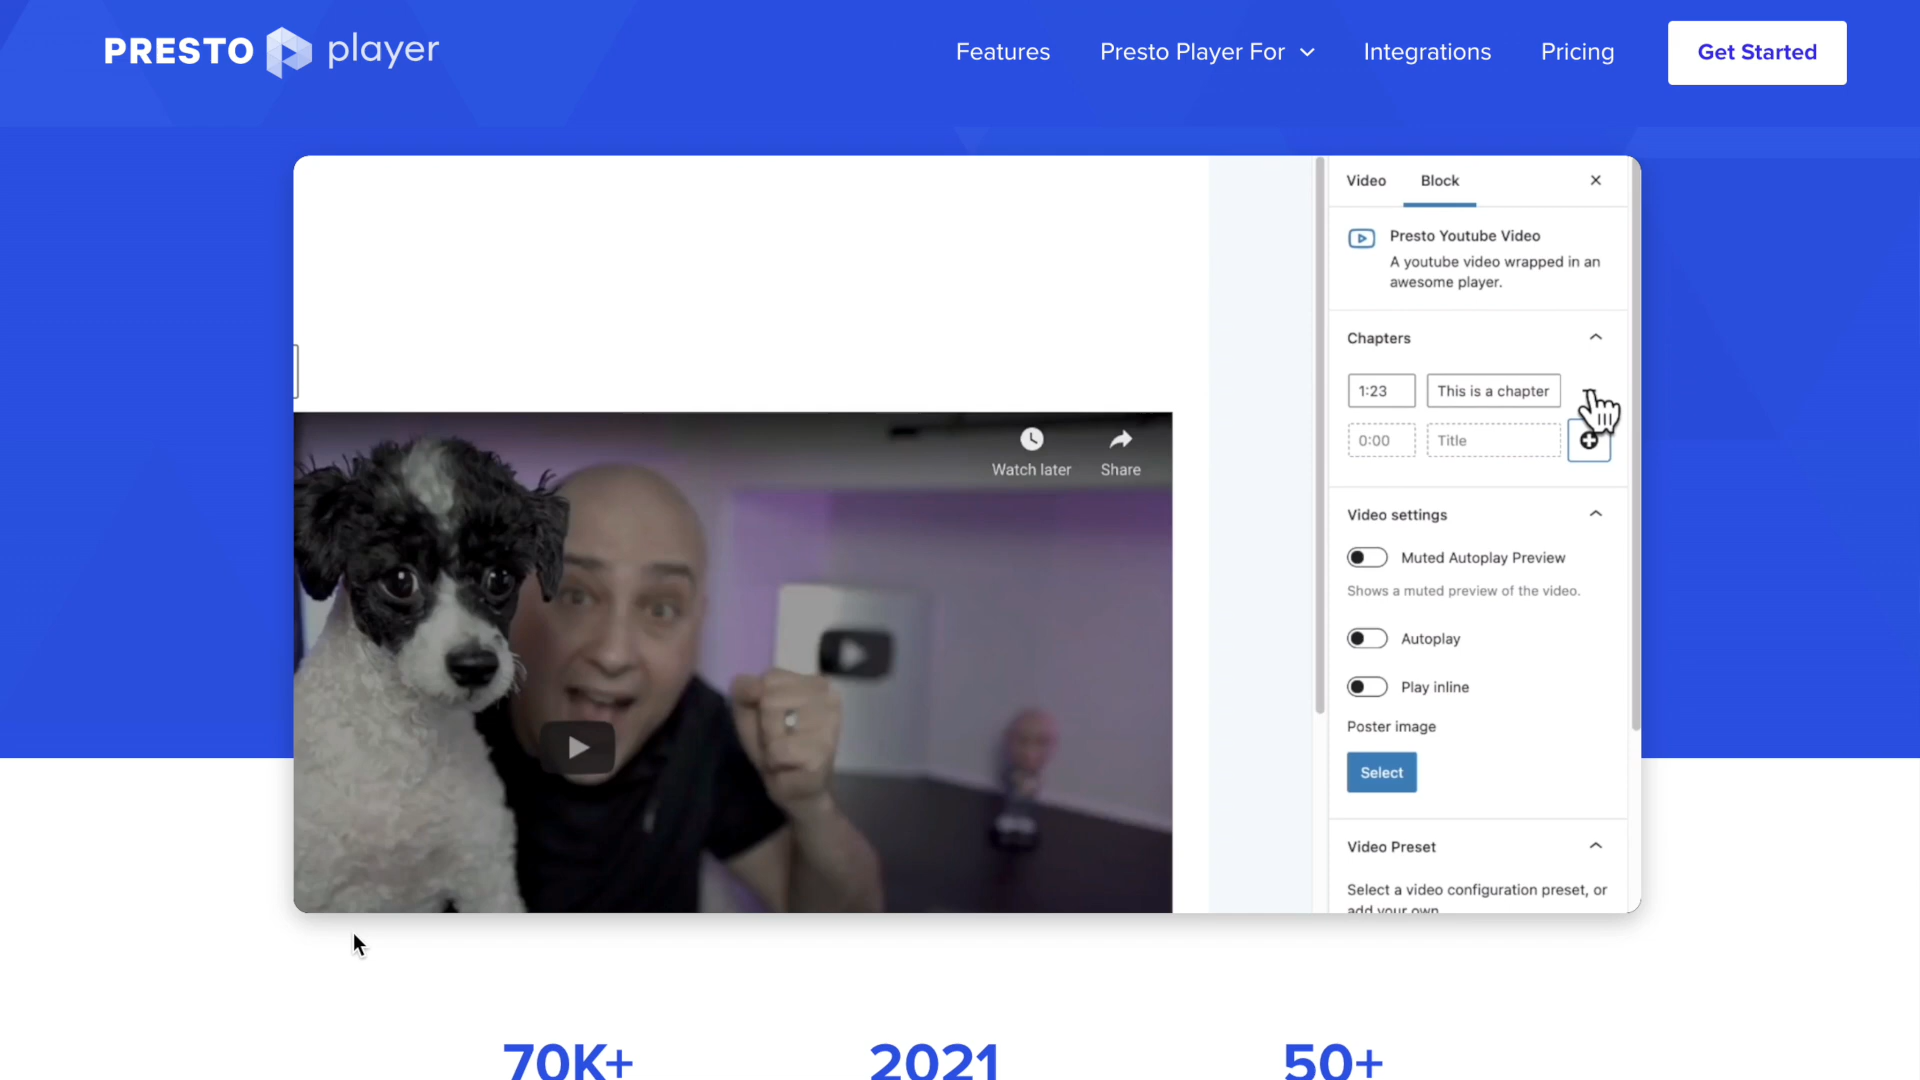 PRESTO player
Features
Presto Player For
Integrations
Pricing
Get Started
Video
Block
Presto Youtube Video
A youtube video wrapped in an
awesome player.
Chapters
1:23
This is a chapter
0:00
Title
Watch later
Share
Video settings
Muted Autoplay Preview
Shows a muted preview of the video.
Autoplay
Play inline
Poster image
Select
Video Preset
Select a video configuration preset, or
add your own
70K+
2021
50+